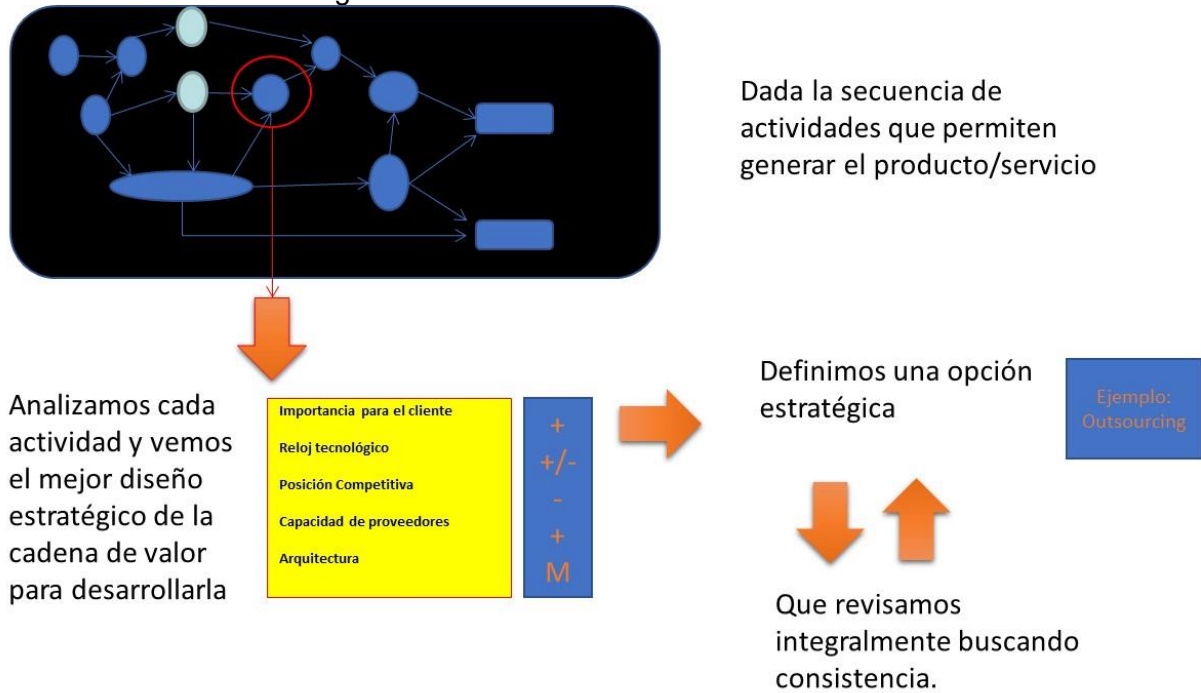 Dada la secuencia de
actividades que permiten
generar el producto/servicio
Analizamos cada
actividad y vemos
el mejor diseño
estratégico de la
cadena de valor
para desarrollarla
Importancia para el cliente
Reloj tecnológico
Posición Competitiva
Capacidad de proveedores
Arquitectura
+
+/-
-
+
M
Definimos una opción
estratégica
Ejemplo:
Outsourcing
Que revisamos
integralmente buscando
consistencia.